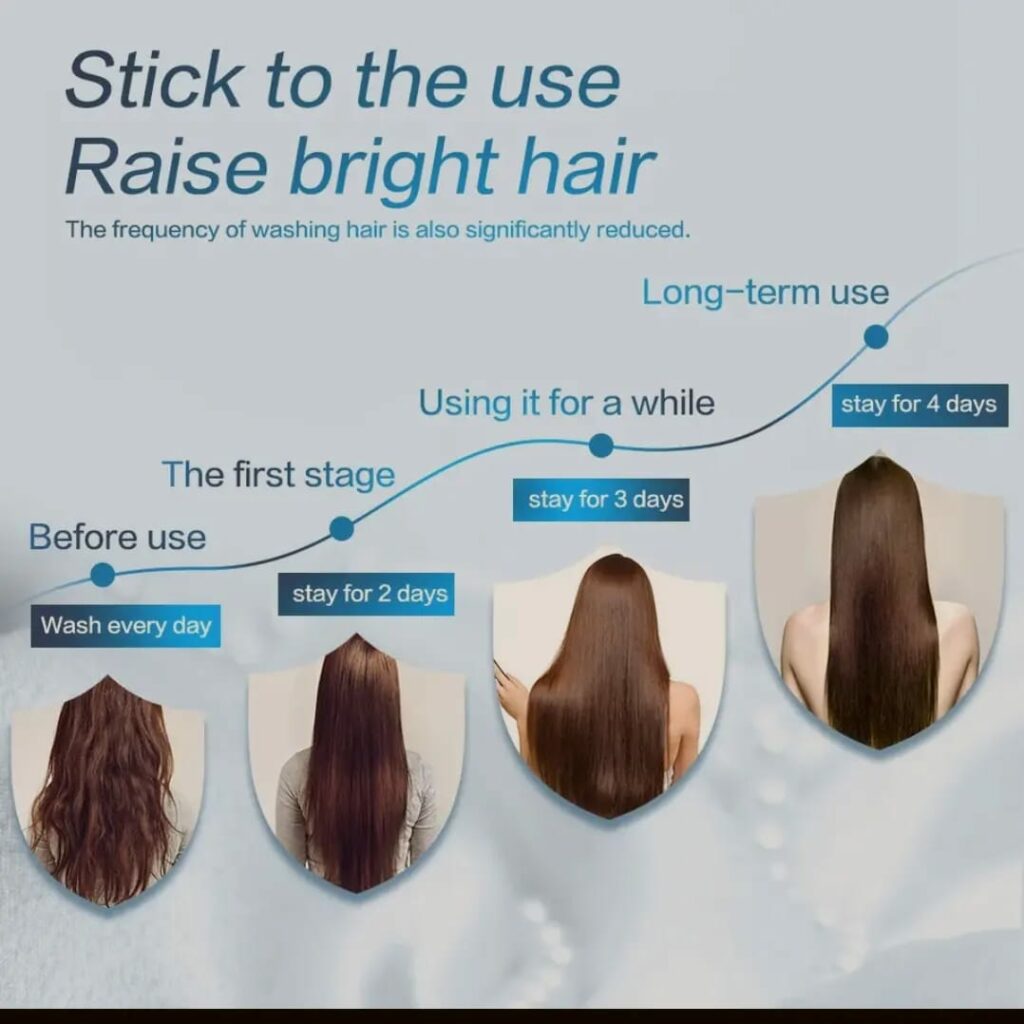 Stick to the use
Raise bright hair
The frequency of washing hair is also significantly reduced.
Long-term use
stay for 4 days
Using it for a while
stay for 3 days
The first stage
stay for 2 days
Before use
Wash every day